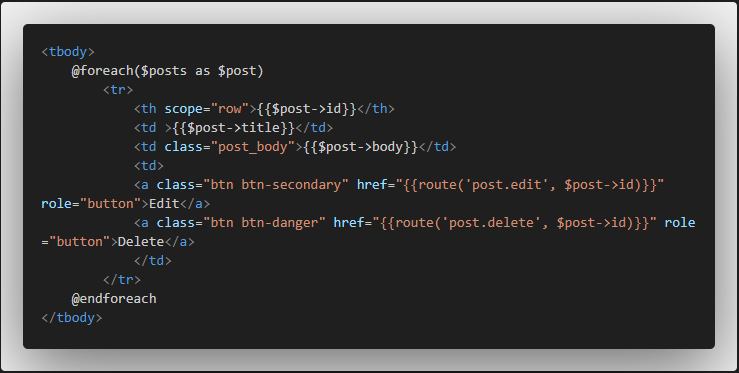 <tbody>
    @foreach($posts as $post)
        <tr>
            <th scope="row">{{$post->id}}</th>
            <td >{{$post->title}}</td>
            <td class="post_body">{{$post->body}}</td>
            <td>
            <a class="btn btn-secondary" href="{{route('post.edit', $post->id)}}"
role="button">Edit</a>
            <a class="btn btn-danger" href="{{route('post.delete', $post->id)}}" role
="button">Delete</a>
            </td>
        </tr>
    @endforeach
</tbody>